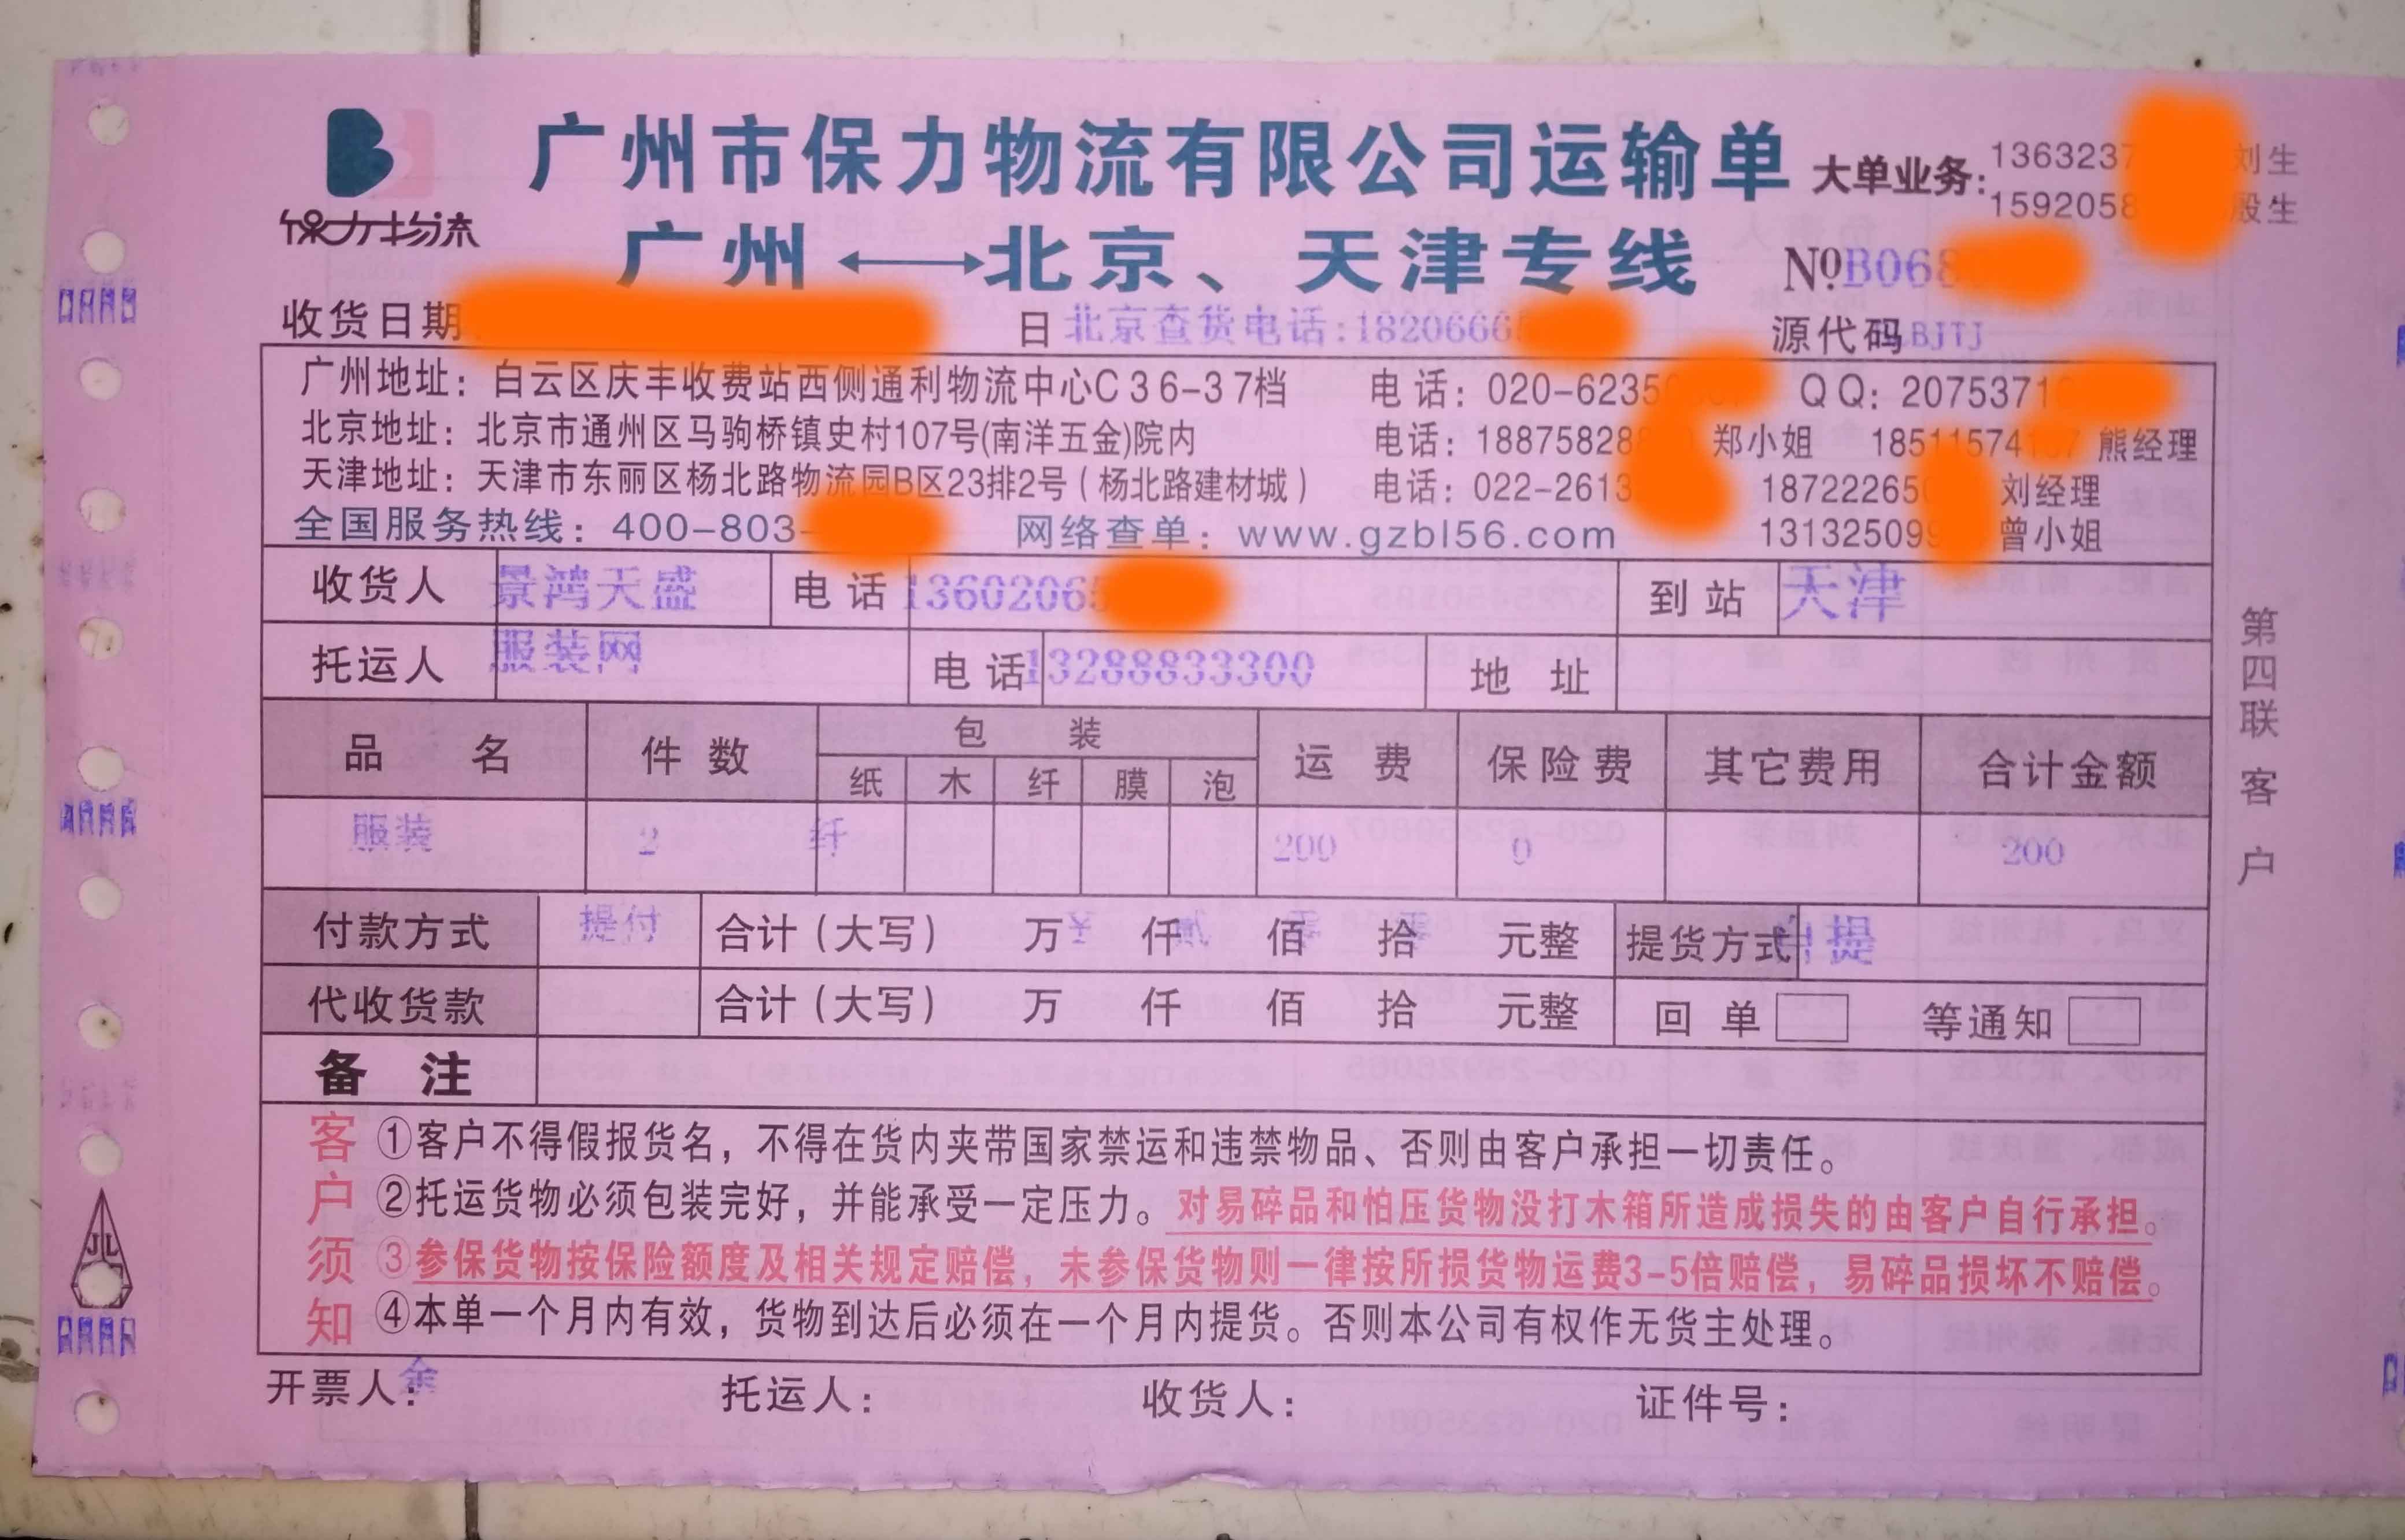 广州市保力物流有限公司运输单
大单业务: 1363237 刘生
1592058 殷生
保力物流
广州 ←→ 北京、天津专线
NºB068
收货日期 日 北京查货电话:1820666 源代码 BJTJ
广州地址：白云区庆丰收费站西侧通利物流中心C36-37档 电话：020-6235 QQ：2075371
北京地址：北京市通州区马驹桥镇史村107号(南洋五金)院内 电话：18875828 郑小姐 18511574 熊经理
天津地址：天津市东丽区杨北路物流园B区23排2号（杨北路建材城） 电话：022-2613 187222650 刘经理
全国服务热线：400-803- 网络查单：www.gzbl56.com 131325099 曾小姐
收货人 景鸿天盛 电话 1360206 到站 天津
托运人 服装网 电话 13288833300 地址
品名 件数 包装 运费 保险费 其它费用 合计金额
纸 木 纤 膜 泡
服装 2 纤 200 0 200
付款方式 提付 合计（大写） 万 仟 佰 拾 元整 提货方式 自提
代收货款 合计（大写） 万 仟 佰 拾 元整 回单 等通知
备注
客户须知
①客户不得假报货名，不得在货内夹带国家禁运和违禁物品、否则由客户承担一切责任。
②托运货物必须包装完好，并能承受一定压力。对易碎品和怕压货物没打木箱所造成损失的由客户自行承担。
③参保货物按保险额度及相关规定赔偿，未参保货物则一律按所损货物运费3-5倍赔偿，易碎品损坏不赔偿。
④本单一个月内有效，货物到达后必须在一个月内提货。否则本公司有权作无货主处理。
开票人：余 托运人： 收货人： 证件号：
第四联 客户
JL